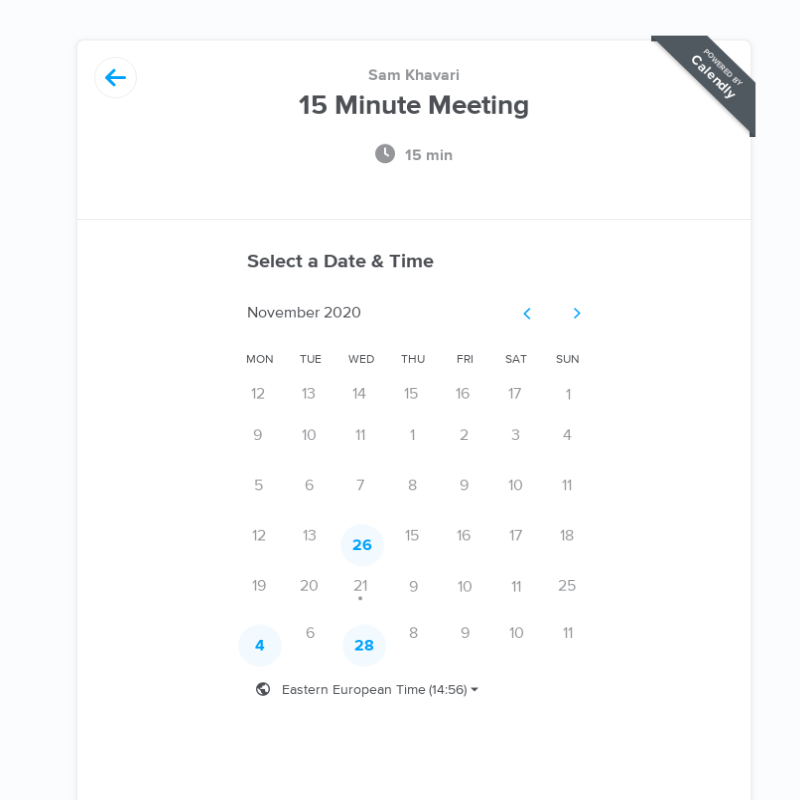 Sam Khavari
15 Minute Meeting
15 min
POWERED BY
Calendly
Select a Date & Time
November 2020
MON TUE WED THU FRI SAT SUN
12 13 14 15 16 17 1
9 10 11 1 2 3 4
5 6 7 8 9 10 11
12 13 26 15 16 17 18
19 20 21 9 10 11 25
4 6 28 8 9 10 11
Eastern European Time (14:56)